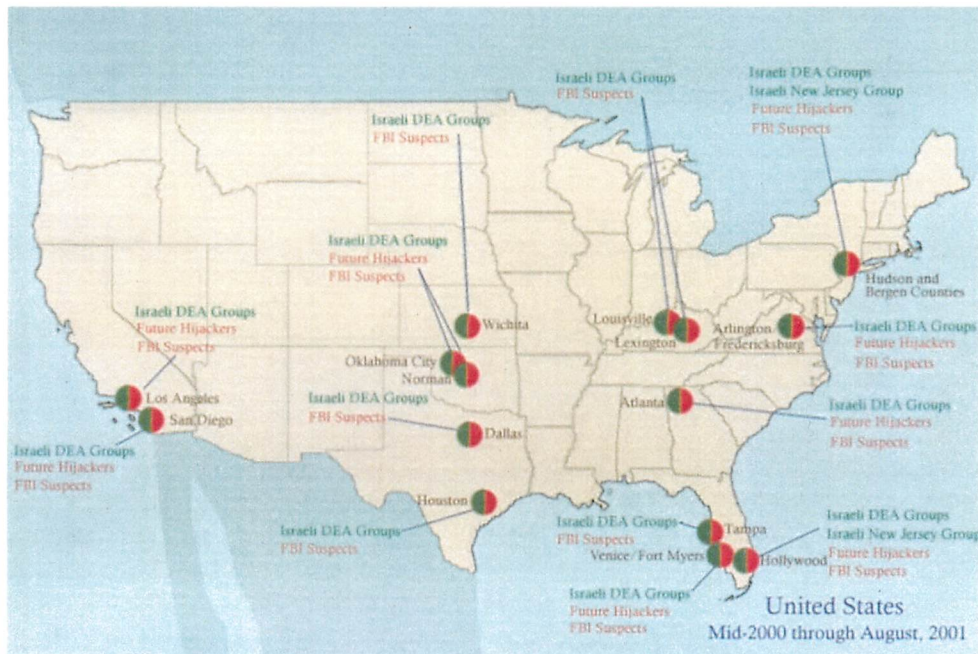 Israeli DEA Groups
FBI Suspects
Israeli DEA Groups
Israeli New Jersey Group
Future Hijackers
FBI Suspects
Israeli DEA Groups
FBI Suspects
Israeli DEA Groups
Future Hijackers
FBI Suspects
Hudson and
Bergen Counties
Israeli DEA Groups
Future Hijackers
FBI Suspects
Wichita
Louisville
Lexington
Arlington
Fredericksburg
Israeli DEA Groups
Future Hijackers
FBI Suspects
Oklahoma City
Norman
Los Angeles
San Diego
Israeli DEA Groups
FBI Suspects
Dallas
Atlanta
Israeli DEA Groups
Future Hijackers
FBI Suspects
Israeli DEA Groups
Future Hijackers
FBI Suspects
Houston
Israeli DEA Groups
FBI Suspects
Israeli DEA Groups
FBI Suspects
Tampa
Venice/Fort Myers
Hollywood
Israeli DEA Groups
Israeli New Jersey Group
Future Hijackers
FBI Suspects
Israeli DEA Groups
Future Hijackers
FBI Suspects
United States
Mid-2000 through August, 2001